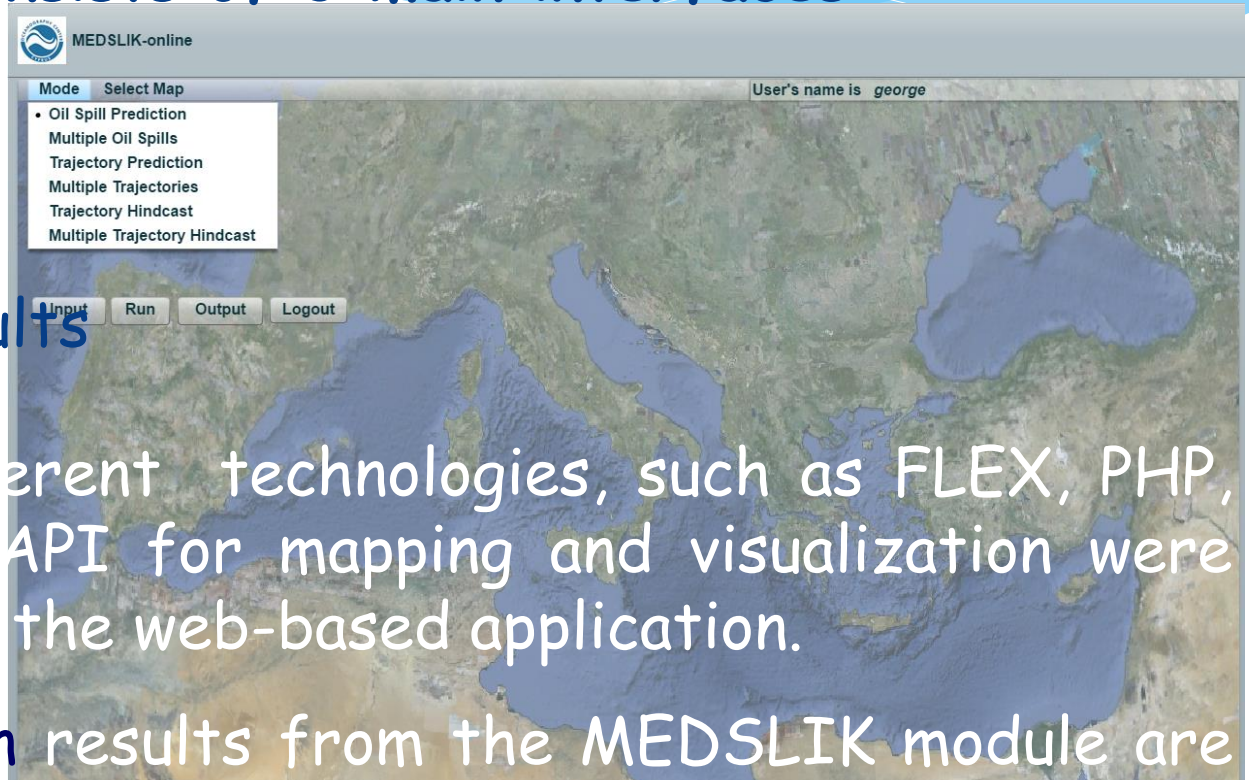 MEDSLIK-online
Mode Select Map User's name is george
• Oil Spill Prediction
Multiple Oil Spills
Trajectory Prediction
Multiple Trajectories
Trajectory Hindcast
Multiple Trajectory Hindcast
Input Run Output Logout
ults
erent technologies, such as FLEX, PHP,
API for mapping and visualization were
the web-based application.
results from the MEDSLIK module are